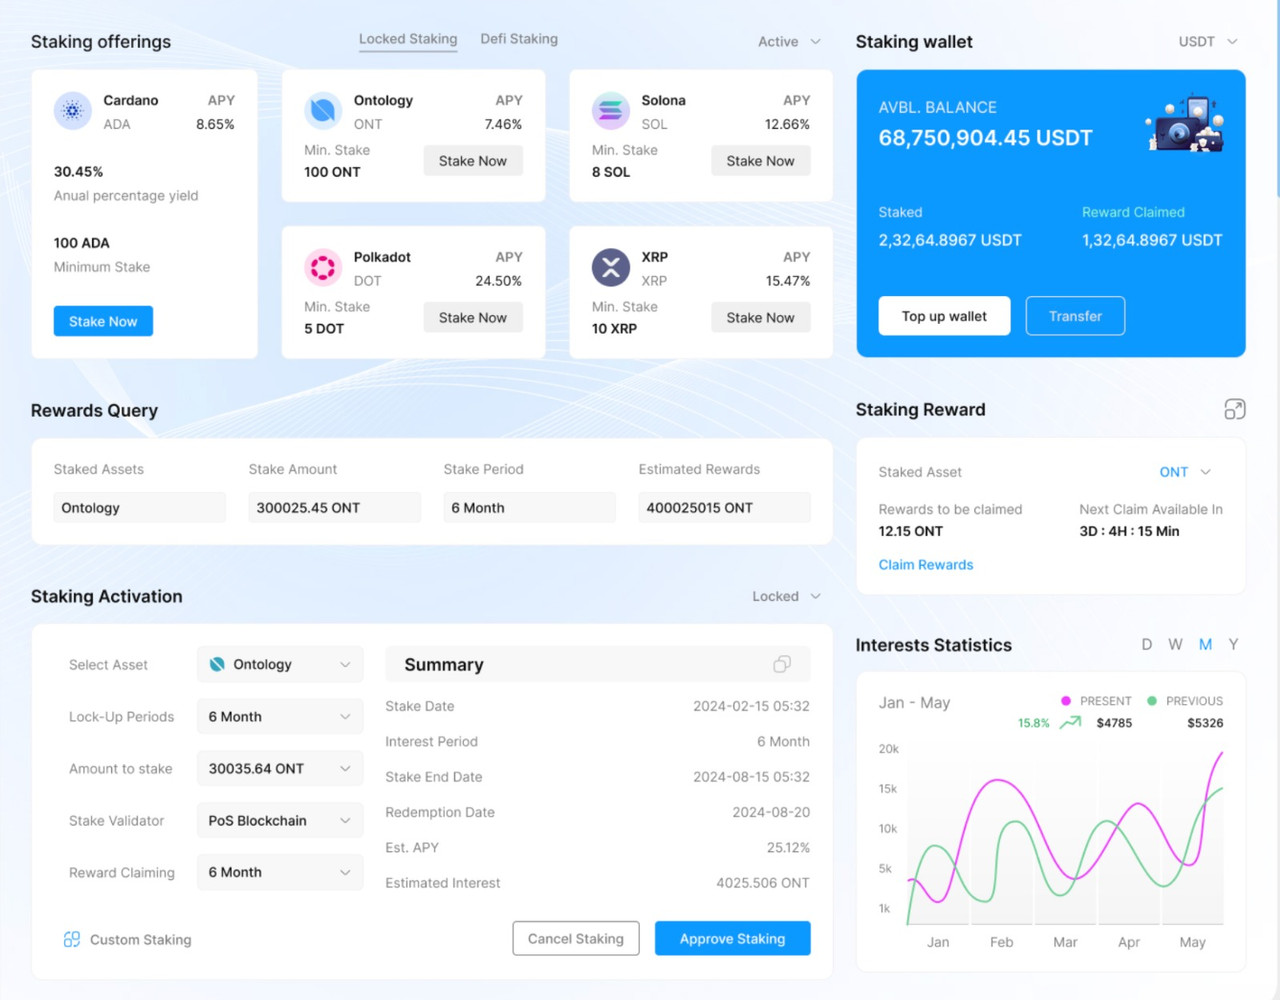 Staking offerings
Locked Staking
Defi Staking
Active
Cardano
APY
ADA
8.65%
30.45%
Anual percentage yield
100 ADA
Minimum Stake
Stake Now
Ontology
APY
ONT
7.46%
Min. Stake
100 ONT
Stake Now
Solona
APY
SOL
12.66%
Min. Stake
8 SOL
Stake Now
Polkadot
APY
DOT
24.50%
Min. Stake
5 DOT
Stake Now
XRP
APY
XRP
15.47%
Min. Stake
10 XRP
Stake Now
Staking wallet
USDT
AVBL. BALANCE
68,750,904.45 USDT
Staked
Reward Claimed
2,32,64.8967 USDT
1,32,64.8967 USDT
Top up wallet
Transfer
Rewards Query
Staked Assets
Stake Amount
Stake Period
Estimated Rewards
Ontology
300025.45 ONT
6 Month
400025015 ONT
Staking Reward
Staked Asset
ONT
Rewards to be claimed
Next Claim Available In
12.15 ONT
3D : 4H : 15 Min
Claim Rewards
Staking Activation
Locked
Select Asset
Ontology
Lock-Up Periods
6 Month
Amount to stake
30035.64 ONT
Stake Validator
PoS Blockchain
Reward Claiming
6 Month
Custom Staking
Summary
Stake Date
2024-02-15 05:32
Interest Period
6 Month
Stake End Date
2024-08-15 05:32
Redemption Date
2024-08-20
Est. APY
25.12%
Estimated Interest
4025.506 ONT
Cancel Staking
Approve Staking
Interests Statistics
D W M Y
Jan - May
PRESENT
PREVIOUS
15.8%
$4785
$5326
20k
15k
10k
5k
1k
Jan Feb Mar Apr May